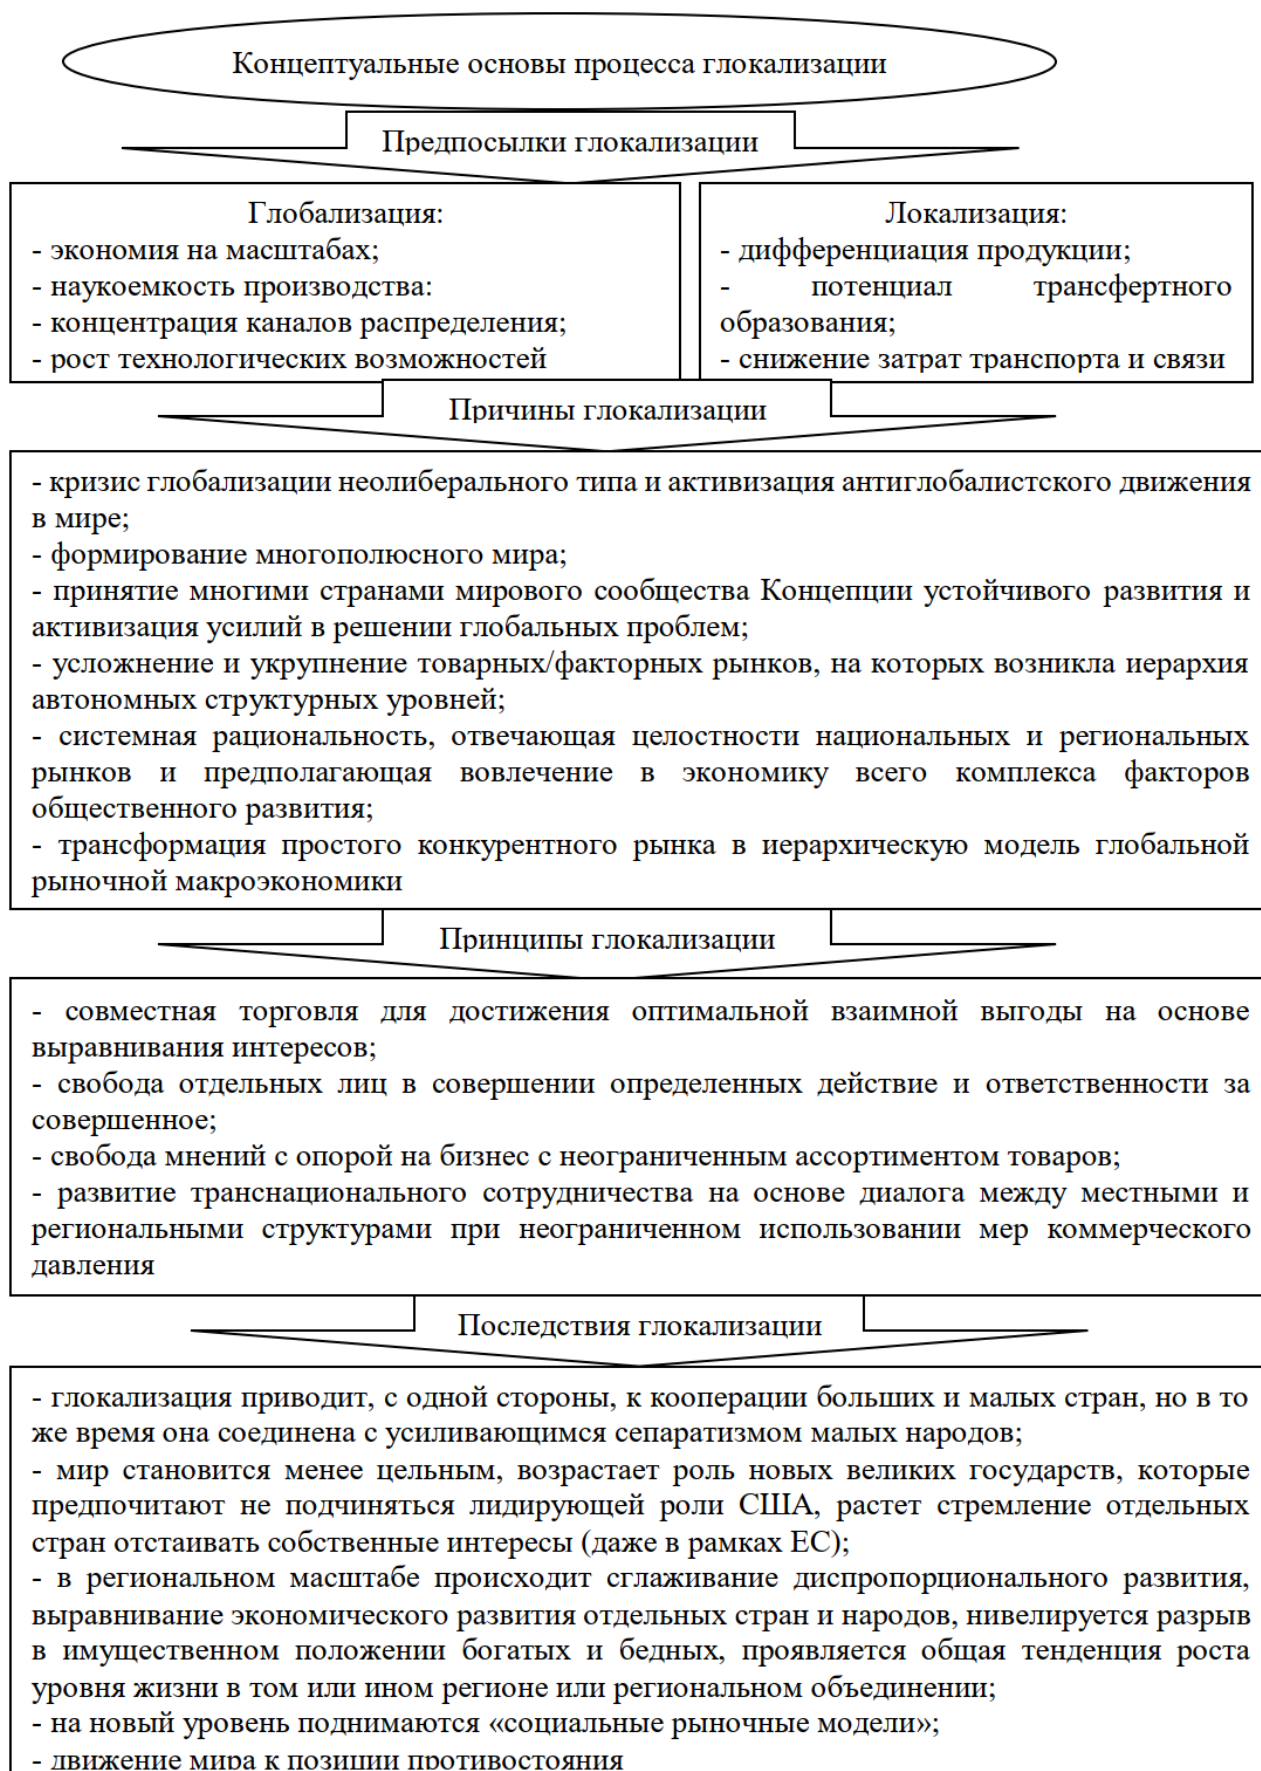 Концептуальные основы процесса глокализации
Предпосылки глокализации
Глобализация:
- экономия на масштабах;
- наукоемкость производства:
- концентрация каналов распределения;
- рост технологических возможностей
Локализация:
- дифференциация продукции;
- потенциал трансфертного
образования;
- снижение затрат транспорта и связи
Причины глокализации
- кризис глобализации неолиберального типа и активизация антиглобалистского движения
в мире;
- формирование многополюсного мира;
- принятие многими странами мирового сообщества Концепции устойчивого развития и
активизация усилий в решении глобальных проблем;
- усложнение и укрупнение товарных/факторных рынков, на которых возникла иерархия
автономных структурных уровней;
- системная рациональность, отвечающая целостности национальных и региональных
рынков и предполагающая вовлечение в экономику всего комплекса факторов
общественного развития;
- трансформация простого конкурентного рынка в иерархическую модель глобальной
рыночной макроэкономики
Принципы глокализации
- совместная торговля для достижения оптимальной взаимной выгоды на основе
выравнивания интересов;
- свобода отдельных лиц в совершении определенных действие и ответственности за
совершенное;
- свобода мнений с опорой на бизнес с неограниченным ассортиментом товаров;
- развитие транснационального сотрудничества на основе диалога между местными и
региональными структурами при неограниченном использовании мер коммерческого
давления
Последствия глокализации
- глокализация приводит, с одной стороны, к кооперации больших и малых стран, но в то
же время она соединена с усиливающимся сепаратизмом малых народов;
- мир становится менее цельным, возрастает роль новых великих государств, которые
предпочитают не подчиняться лидирующей роли США, растет стремление отдельных
стран отстаивать собственные интересы (даже в рамках ЕС);
- в региональном масштабе происходит сглаживание диспропорционального развития,
выравнивание экономического развития отдельных стран и народов, нивелируется разрыв
в имущественном положении богатых и бедных, проявляется общая тенденция роста
уровня жизни в том или ином регионе или региональном объединении;
- на новый уровень поднимаются «социальные рыночные модели»;
- движение мира к позиции противостояния